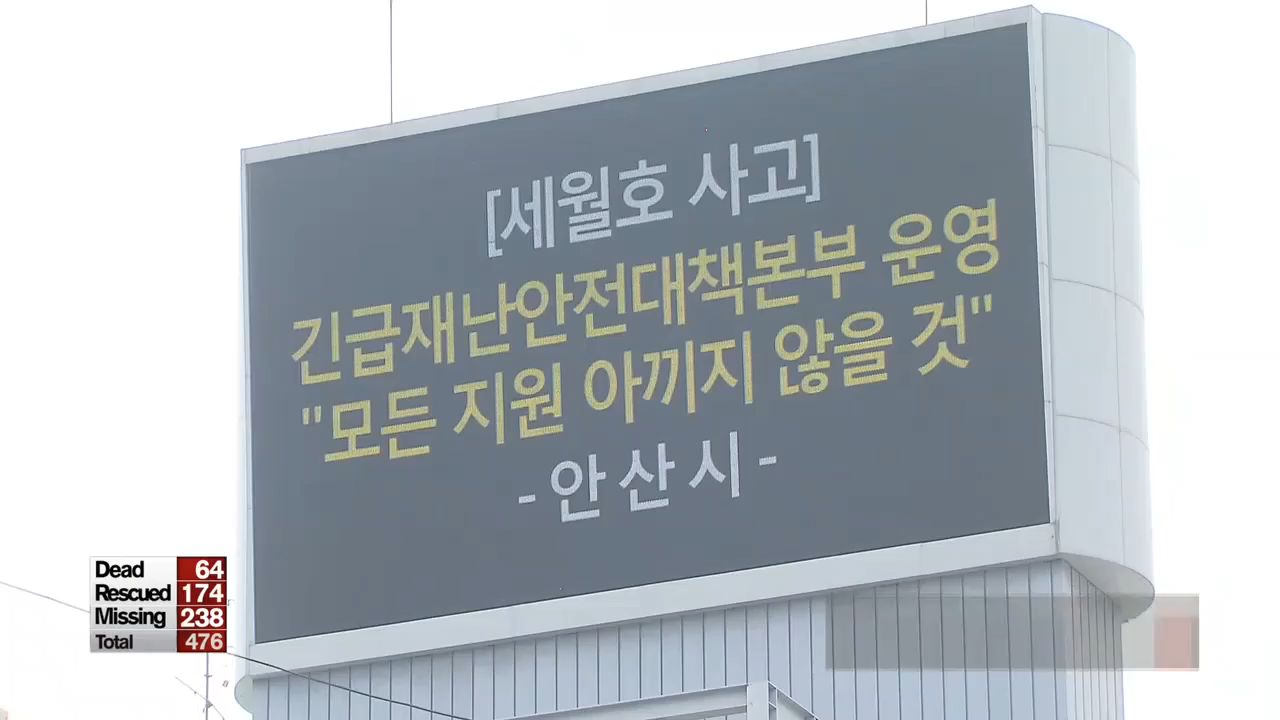 [세월호 사고]
긴급재난안전대책본부 운영
"모든 지원 아끼지 않을 것"
- 안 산 시 -
Dead 64
Rescued 174
Missing 238
Total 476